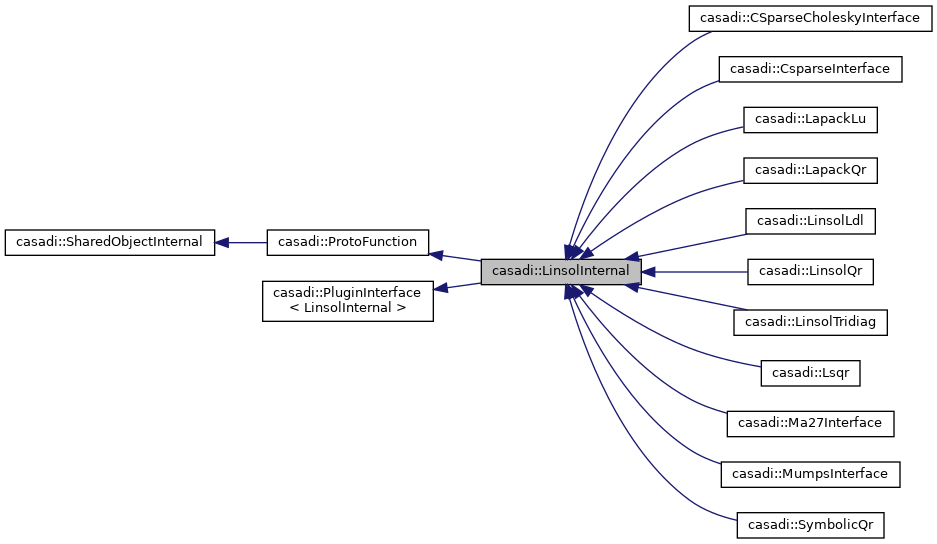 casadi::SharedObjectInternal
casadi::ProtoFunction
casadi::PluginInterface
< LinsolInternal >
casadi::LinsolInternal
casadi::CSparseCholeskyInterface
casadi::CsparseInterface
casadi::LapackLu
casadi::LapackQr
casadi::LinsolLdl
casadi::LinsolQr
casadi::LinsolTridiag
casadi::Lsqr
casadi::Ma27Interface
casadi::MumpsInterface
casadi::SymbolicQr